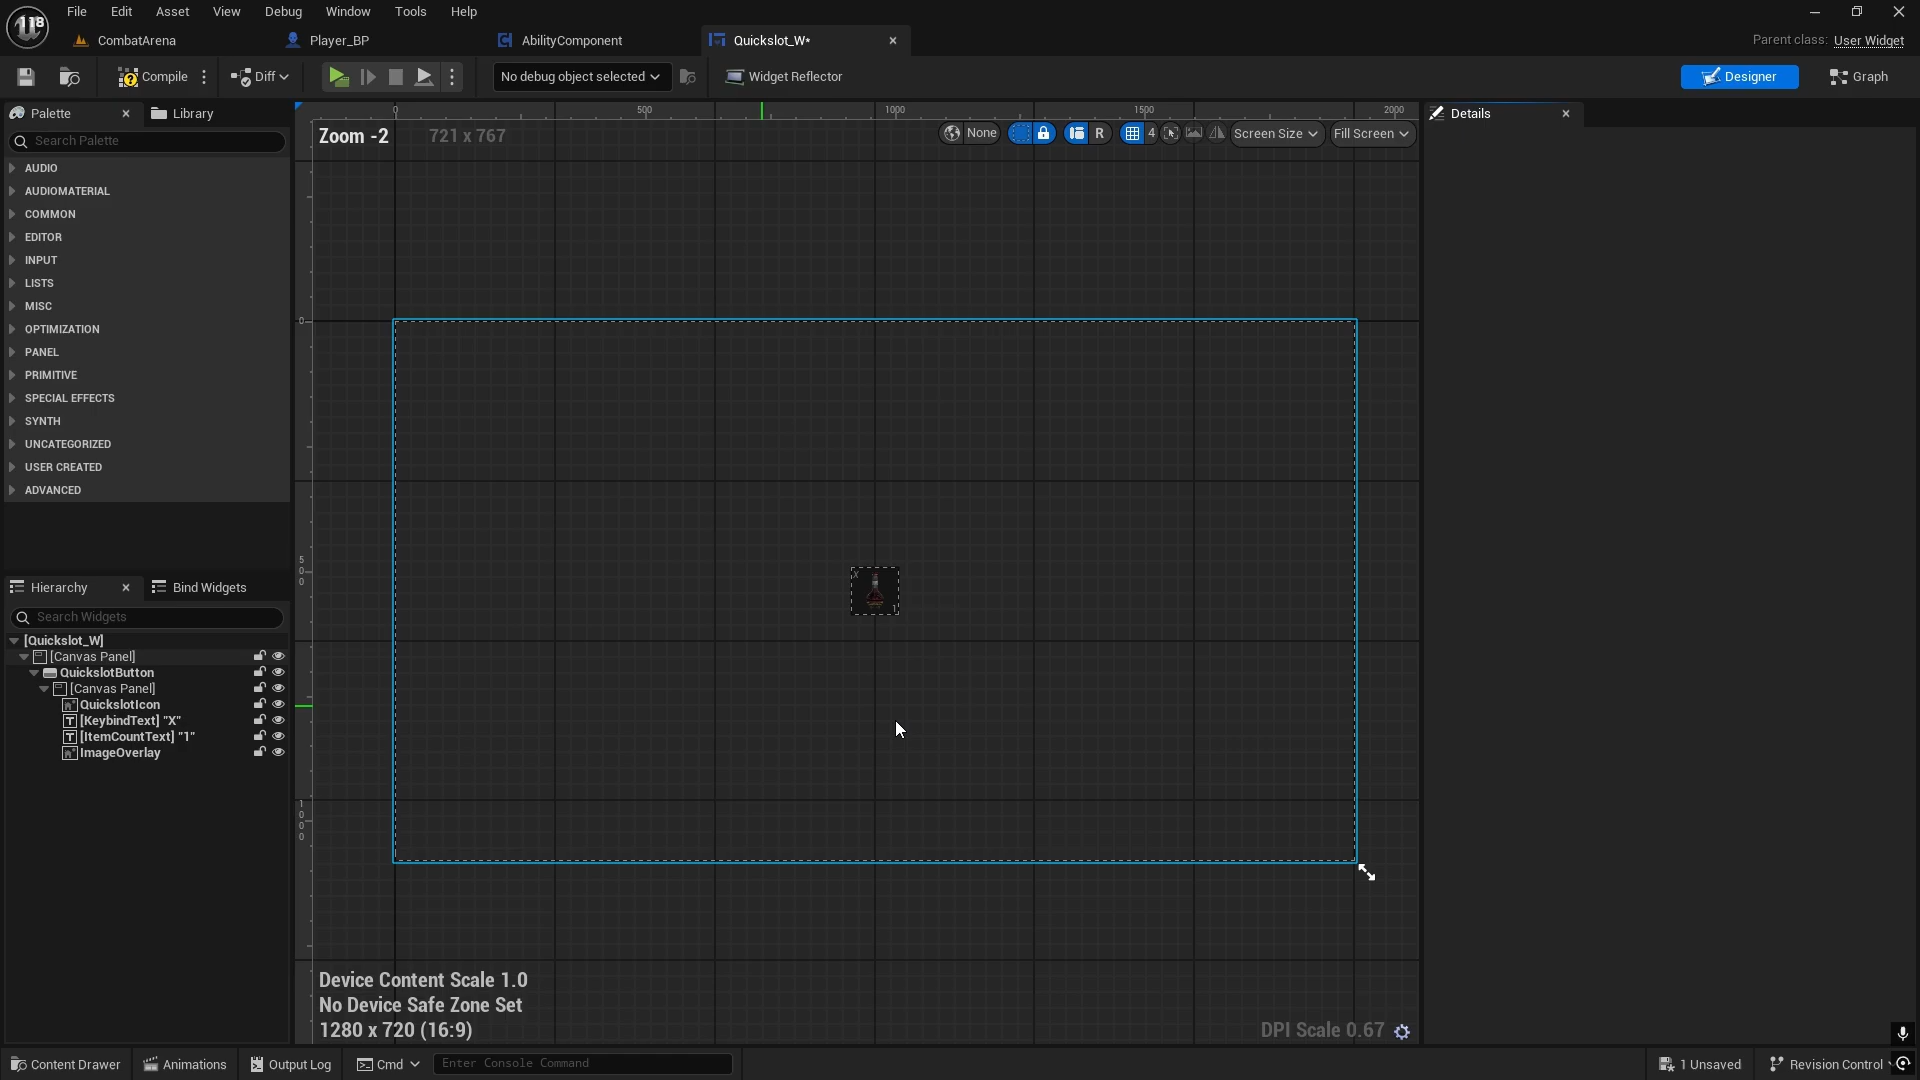 118
File Edit Asset View Debug Window Tools Help
CombatArena
Player_BP
AbilityComponent
Quickslot_W*
Parent class: User Widget
Compile
Diff
No debug object selected
Widget Reflector
Designer
Graph
Palette
Library
Search Palette
AUDIO
AUDIOMATERIAL
COMMON
EDITOR
INPUT
LISTS
MISC
OPTIMIZATION
PANEL
PRIMITIVE
SPECIAL EFFECTS
SYNTH
UNCATEGORIZED
USER CREATED
ADVANCED
Hierarchy
Bind Widgets
Search Widgets
[Quickslot_W]
[Canvas Panel]
QuickslotButton
[Canvas Panel]
QuickslotIcon
[KeybindText] "X"
[ItemCountText] "1"
ImageOverlay
0 500 1000 1500 2000
Zoom -2
721 x 767
None
R
4
Screen Size
Fill Screen
0
500
1000
X
1
Device Content Scale 1.0
No Device Safe Zone Set
1280 x 720 (16:9)
DPI Scale 0.67
Details
Content Drawer
Animations
Output Log
Cmd
Enter Console Command
1 Unsaved
Revision Control